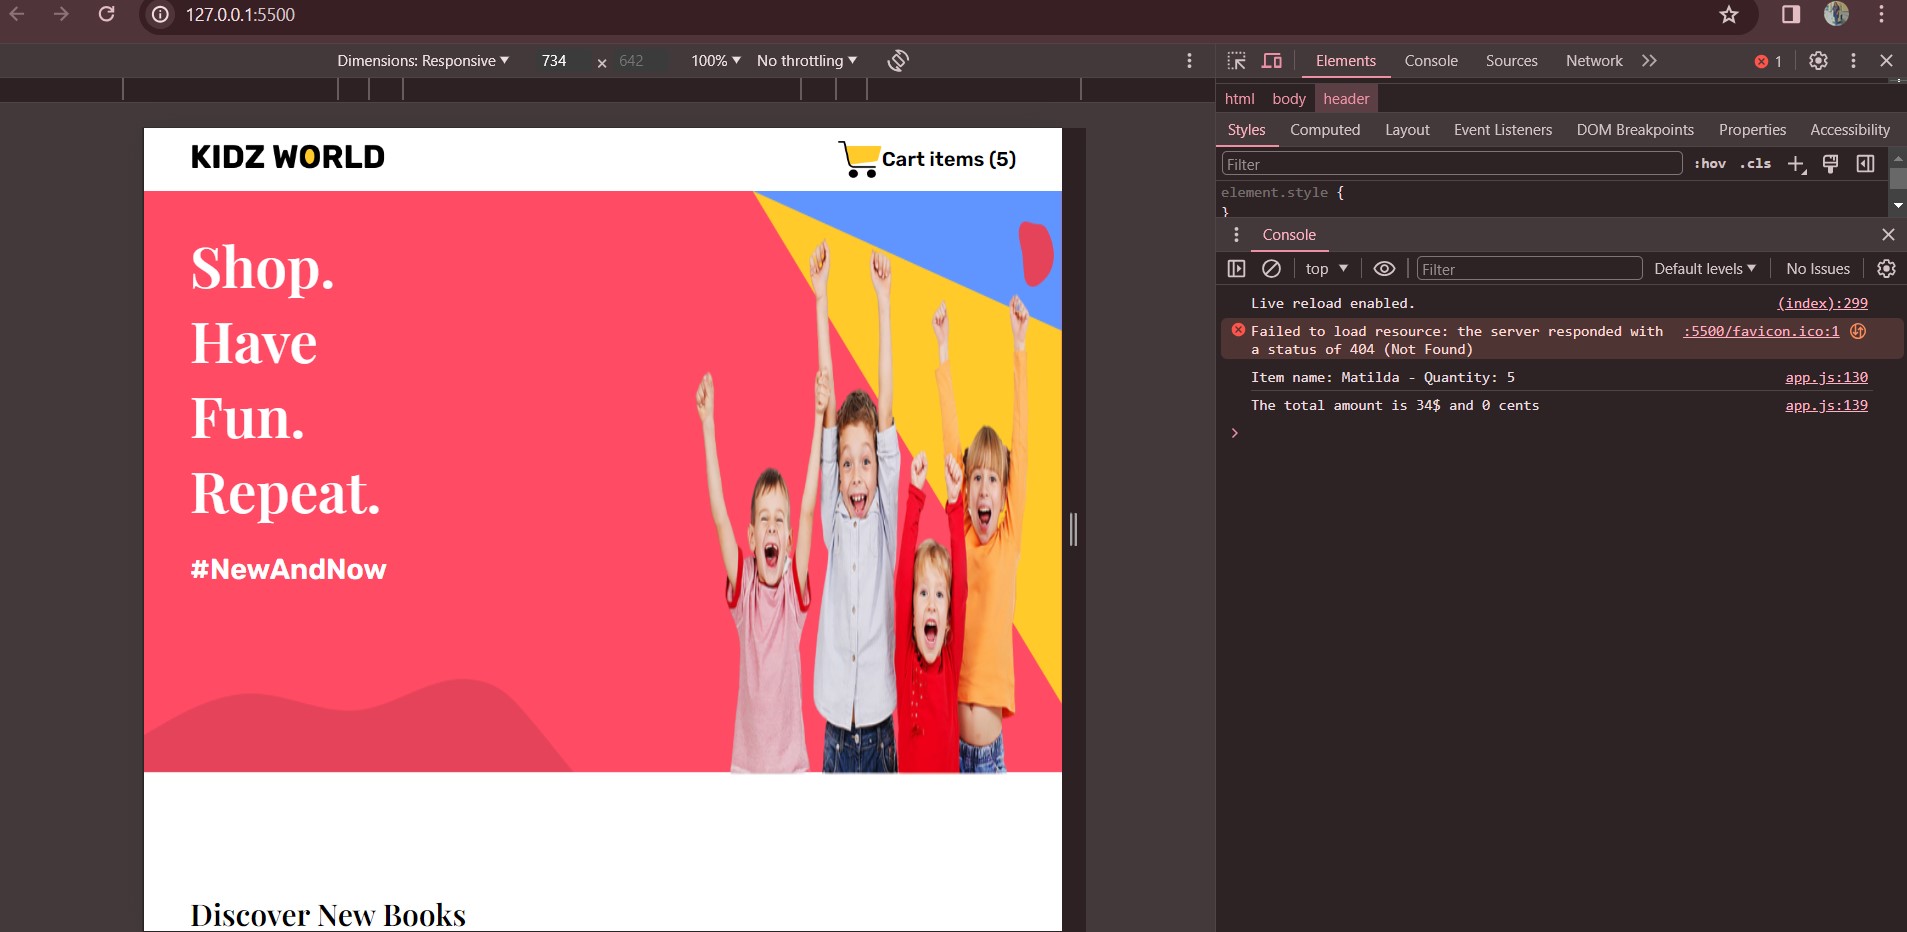 127.0.0.1:5500
Dimensions: Responsive 734 × 642 100% No throttling
Elements Console Sources Network 1
html body header
Styles Computed Layout Event Listeners DOM Breakpoints Properties Accessibility
Filter :hov .cls
element.style {
}
Console
top Filter Default levels No Issues
Live reload enabled. (index):299
Failed to load resource: the server responded with :5500/favicon.ico:1
a status of 404 (Not Found)
Item name: Matilda - Quantity: 5 app.js:130
The total amount is 34$ and 0 cents app.js:139
KIDZ WORLD
Cart items (5)
Shop.
Have
Fun.
Repeat.
#NewAndNow
Discover New Books